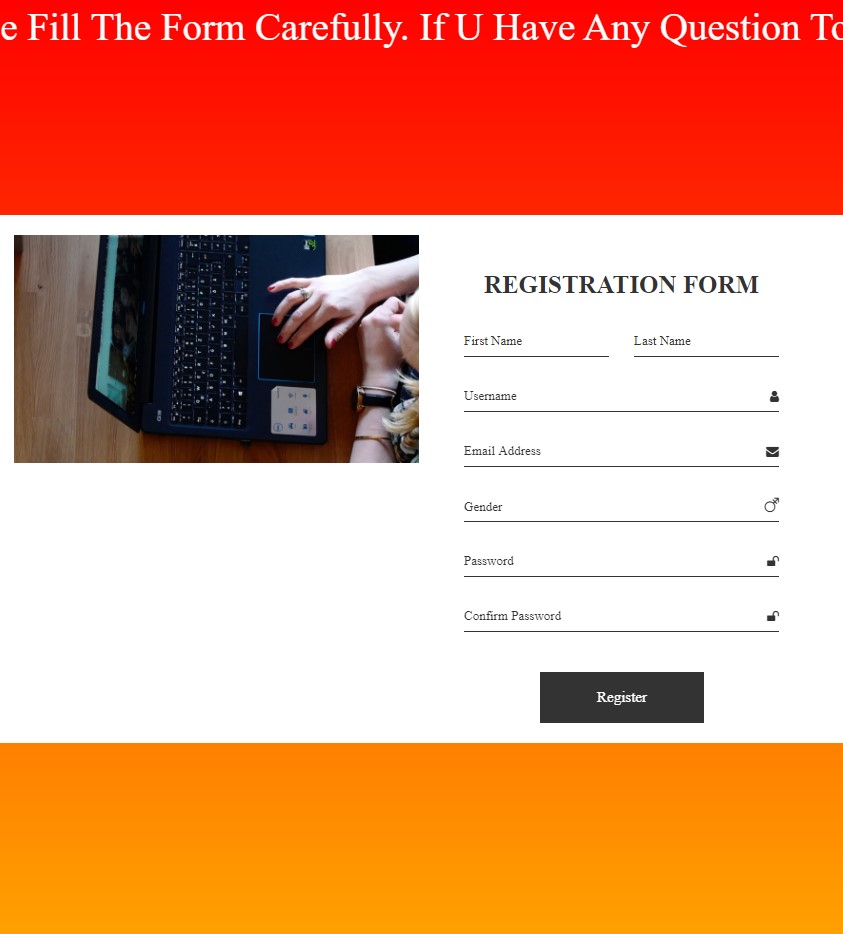 e Fill The Form Carefully. If U Have Any Question To
REGISTRATION FORM
First Name Last Name
Username
Email Address
Gender
Password
Confirm Password
Register